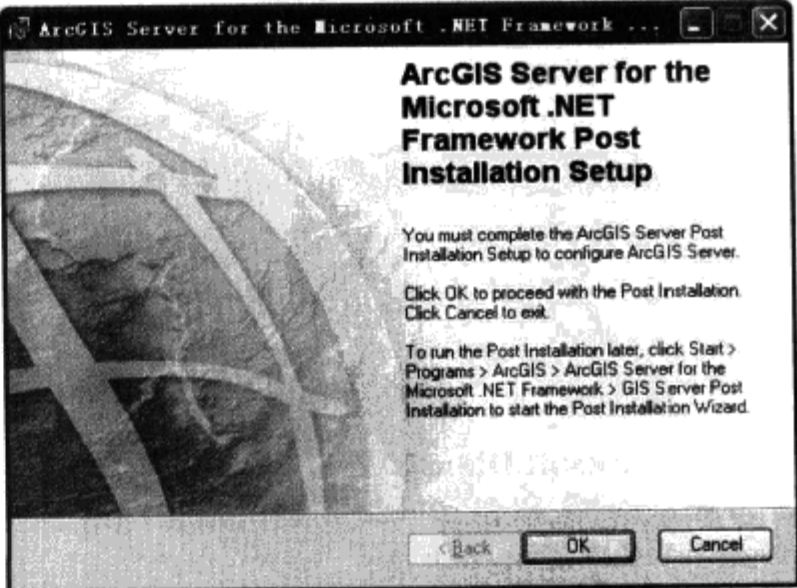 ArcGIS Server for the Microsoft .NET Framework ...
ArcGIS Server for the
Microsoft .NET
Framework Post
Installation Setup
You must complete the ArcGIS Server Post
Installation Setup to configure ArcGIS Server.
Click OK to proceed with the Post Installation.
Click Cancel to exit.
To run the Post Installation later, click Start >
Programs > ArcGIS > ArcGIS Server for the
Microsoft .NET Framework > GIS Server Post
Installation to start the Post Installation Wizard.
< Back
OK
Cancel